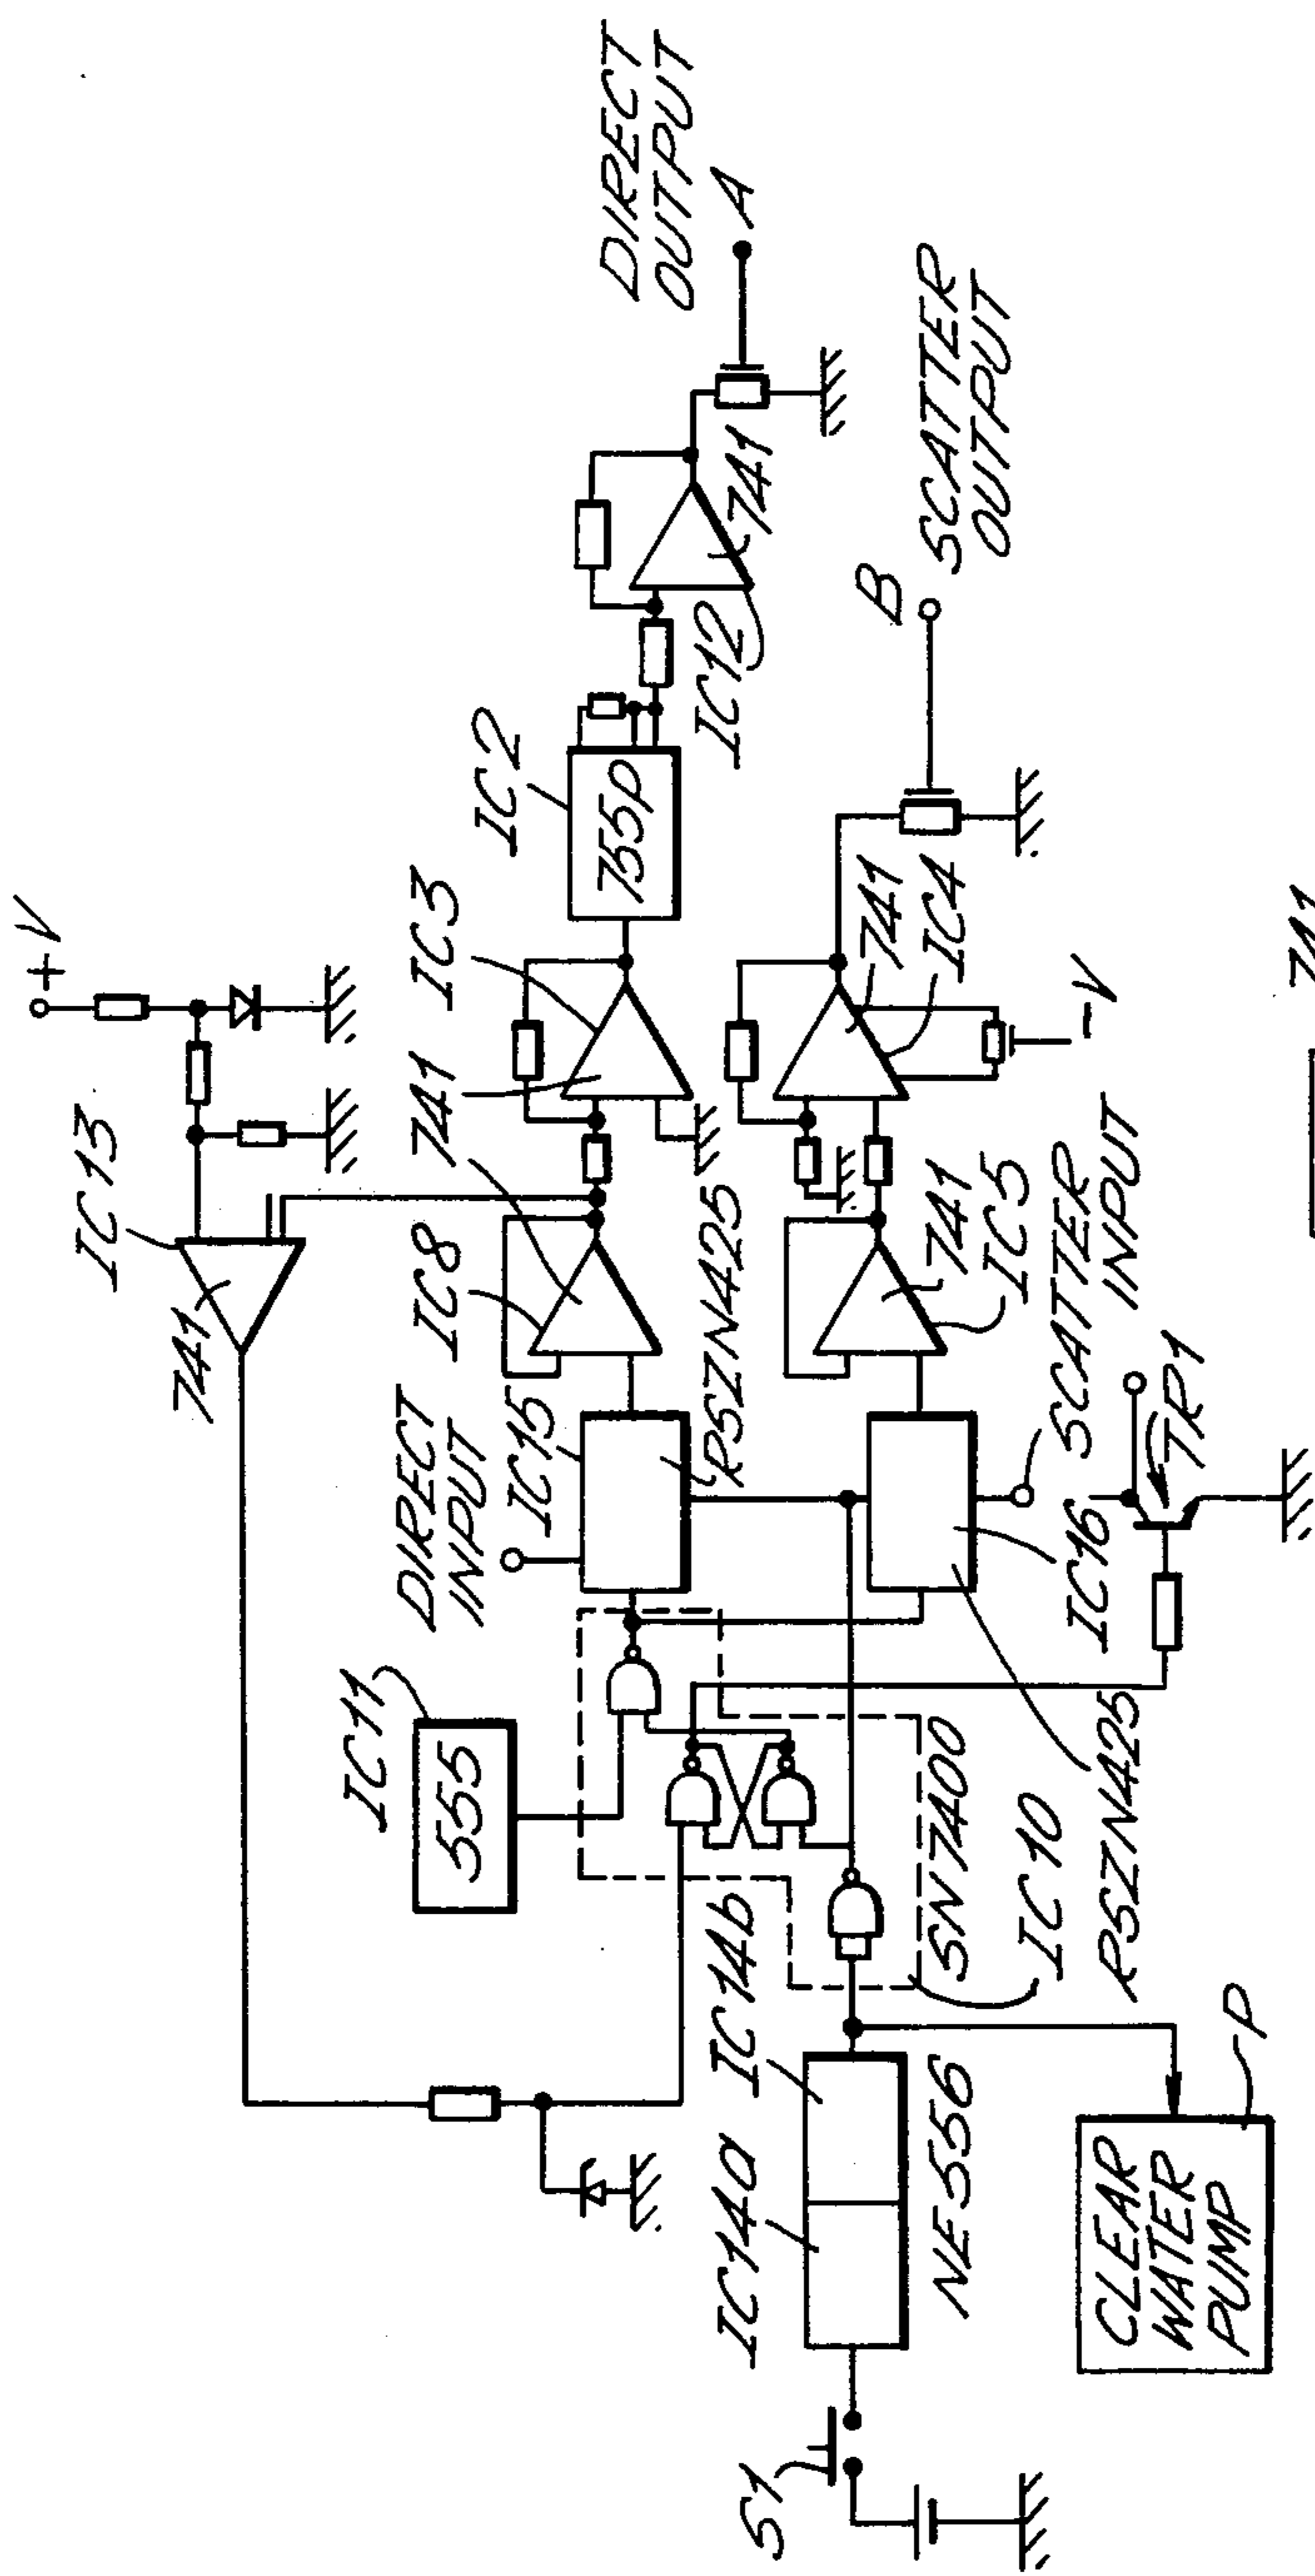 +V
IC13
741
DIRECT
OUTPUT
A
IC3
IC2
755P
741
IC8
741
IC12
DIRECT
INPUT
IC15
RSZN425
IC11
555
B
SCATTER
OUTPUT
741
IC4
-V
741
IC5
SCATTER
INPUT
IC16
TR1
RSZN425
SN7400
IC10
IC14a
IC14b
NE556
S1
CLEAR
WATER
PUMP
P
741